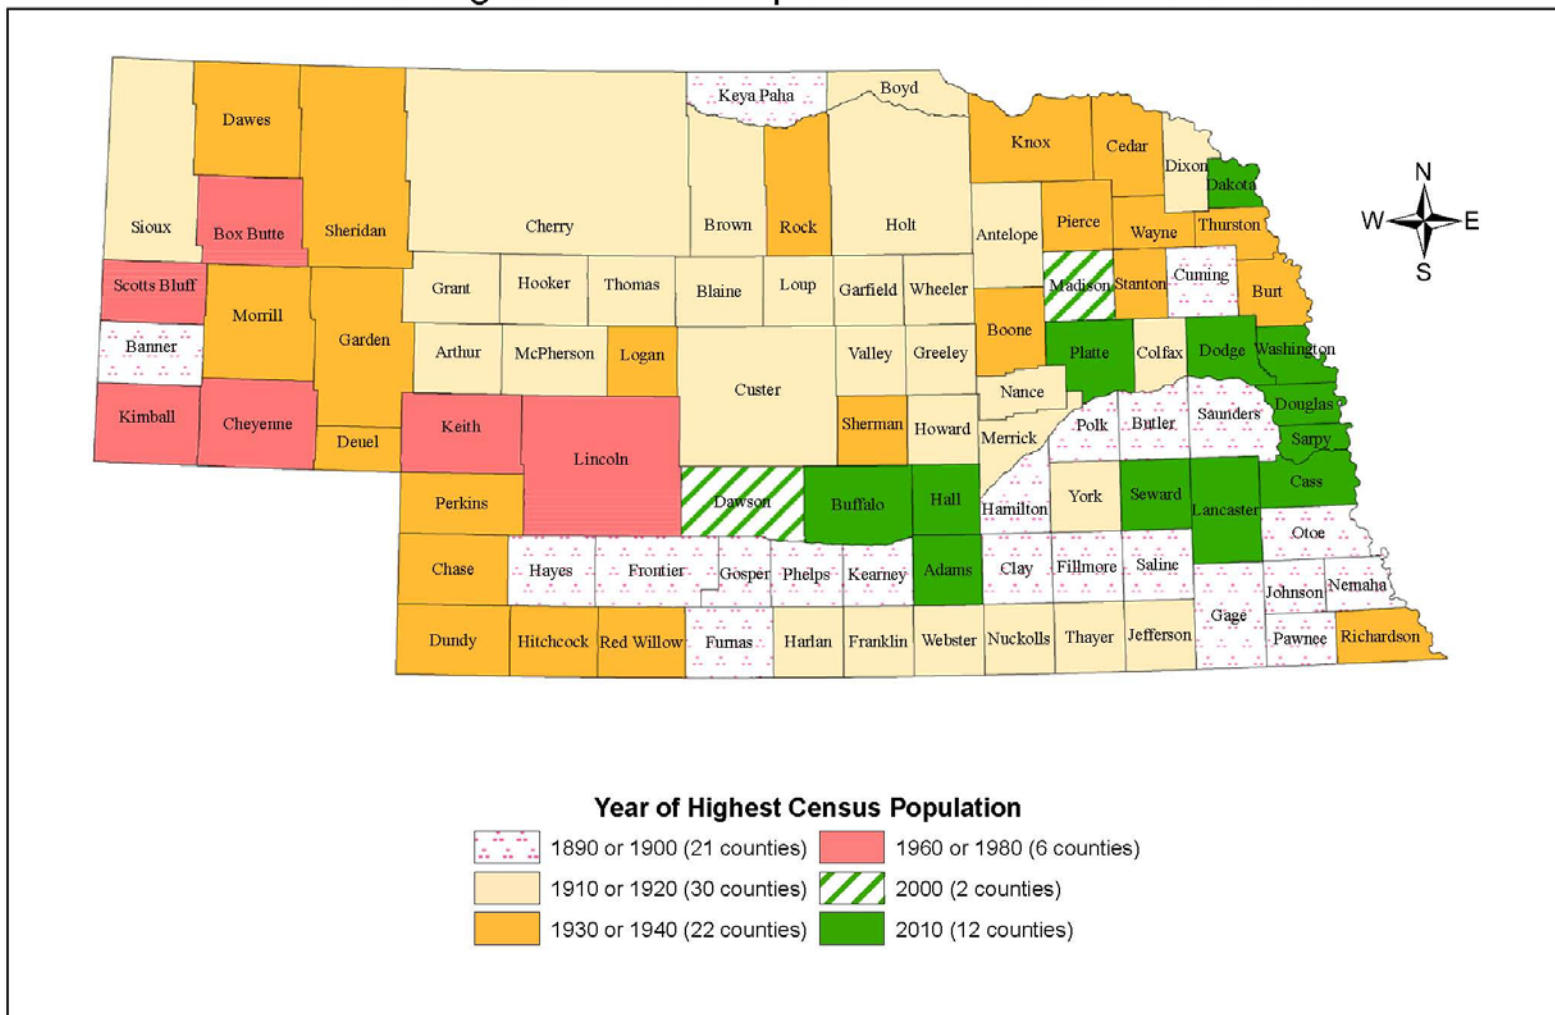 Keya Paha
Boyd
Dawes
Knox
Cedar
Dixon
Dakota
N
W E
S
Sioux
Box Butte
Sheridan
Cherry
Brown
Rock
Holt
Antelope
Pierce
Wayne
Thurston
Scotts Bluff
Morrill
Garden
Grant
Hooker
Thomas
Blaine
Loup
Garfield
Wheeler
Madison
Stanton
Cuming
Burt
Banner
Arthur
McPherson
Logan
Custer
Valley
Greeley
Boone
Platte
Colfax
Dodge
Washington
Kimball
Cheyenne
Deuel
Keith
Lincoln
Sherman
Howard
Nance
Merrick
Polk
Butler
Saunders
Douglas
Sarpy
Perkins
Dawson
Buffalo
Hall
Hamilton
York
Seward
Lancaster
Cass
Otoe
Chase
Hayes
Frontier
Gosper
Phelps
Kearney
Adams
Clay
Fillmore
Saline
Gage
Johnson
Nemaha
Dundy
Hitchcock
Red Willow
Furnas
Harlan
Franklin
Webster
Nuckolls
Thayer
Jefferson
Pawnee
Richardson
Year of Highest Census Population
1890 or 1900 (21 counties)
1910 or 1920 (30 counties)
1930 or 1940 (22 counties)
1960 or 1980 (6 counties)
2000 (2 counties)
2010 (12 counties)